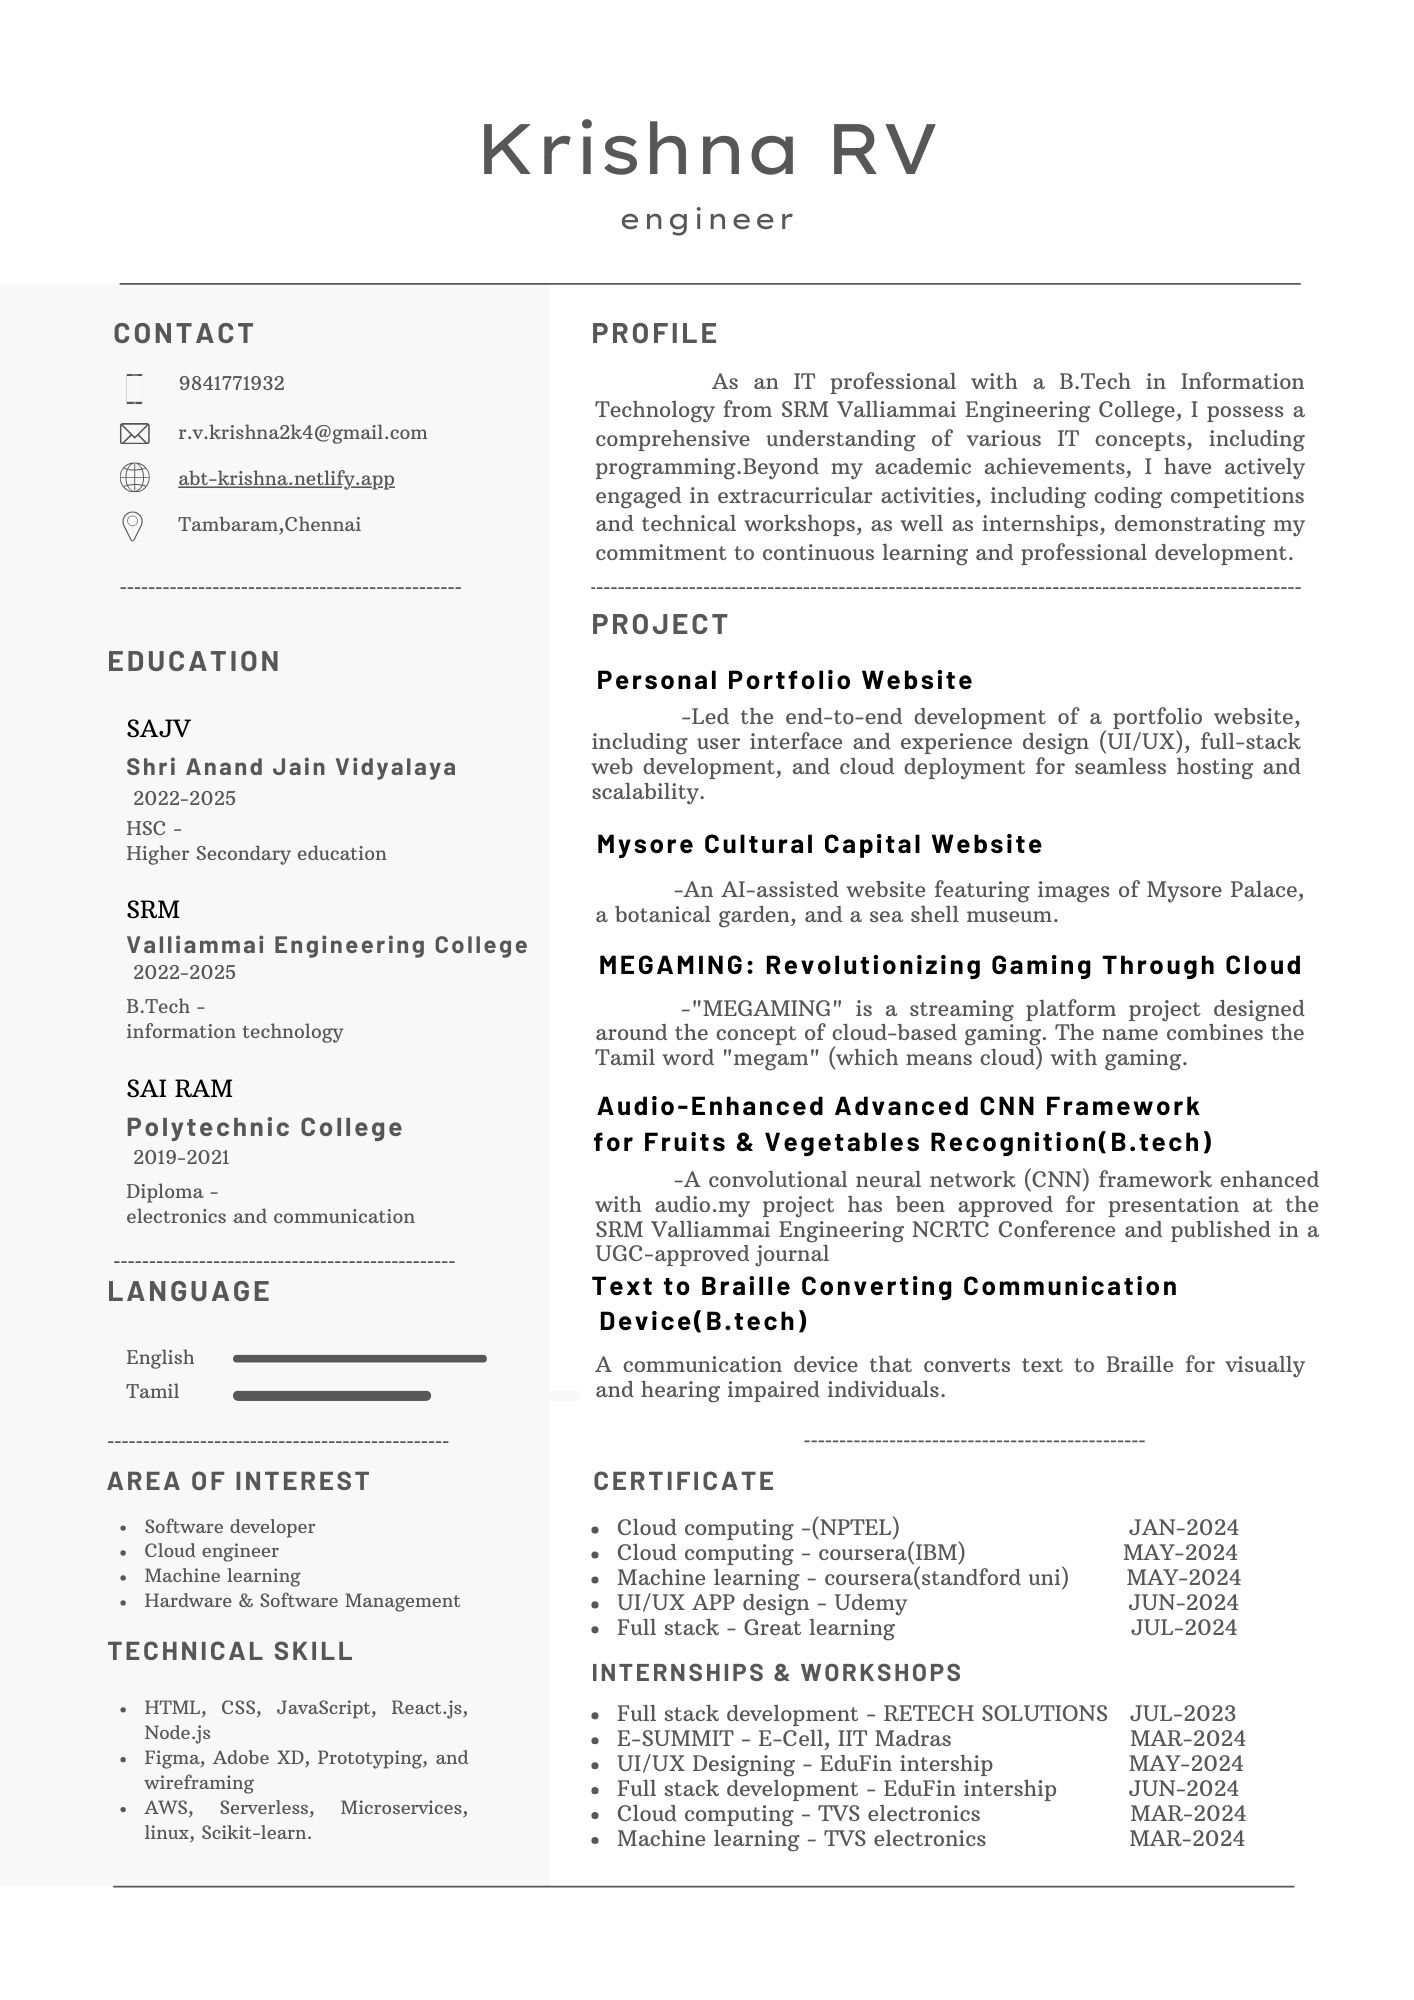 Krishna RV
engineer
CONTACT
9841771932
r.v.krishna2k4@gmail.com
abt-krishna.netlify.app
Tambaram,Chennai
-------------------------------------------------
EDUCATION
SAJV
Shri Anand Jain Vidyalaya
2022-2025
HSC -
Higher Secondary education
SRM
Valliammai Engineering College
2022-2025
B.Tech -
information technology
SAI RAM
Polytechnic College
2019-2021
Diploma -
electronics and communication
-------------------------------------------------
LANGUAGE
English
Tamil
-------------------------------------------------
AREA OF INTEREST
• Software developer
• Cloud engineer
• Machine learning
• Hardware & Software Management
TECHNICAL SKILL
• HTML, CSS, JavaScript, React.js,
Node.js
• Figma, Adobe XD, Prototyping, and
wireframing
• AWS, Serverless, Microservices,
linux, Scikit-learn.
PROFILE
As an IT professional with a B.Tech in Information
Technology from SRM Valliammai Engineering College, I possess a
comprehensive understanding of various IT concepts, including
programming.Beyond my academic achievements, I have actively
engaged in extracurricular activities, including coding competitions
and technical workshops, as well as internships, demonstrating my
commitment to continuous learning and professional development.
------------------------------------------------------------------------------------------------------
PROJECT
Personal Portfolio Website
-Led the end-to-end development of a portfolio website,
including user interface and experience design (UI/UX), full-stack
web development, and cloud deployment for seamless hosting and
scalability.
Mysore Cultural Capital Website
-An AI-assisted website featuring images of Mysore Palace,
a botanical garden, and a sea shell museum.
MEGAMING: Revolutionizing Gaming Through Cloud
-"MEGAMING" is a streaming platform project designed
around the concept of cloud-based gaming. The name combines the
Tamil word "megam" (which means cloud) with gaming.
Audio-Enhanced Advanced CNN Framework
for Fruits & Vegetables Recognition(B.tech)
-A convolutional neural network (CNN) framework enhanced
with audio.my project has been approved for presentation at the
SRM Valliammai Engineering NCRTC Conference and published in a
UGC-approved journal
Text to Braille Converting Communication
Device(B.tech)
A communication device that converts text to Braille for visually
and hearing impaired individuals.
-------------------------------------------------
CERTIFICATE
• Cloud computing -(NPTEL) JAN-2024
• Cloud computing - coursera(IBM) MAY-2024
• Machine learning - coursera(standford uni) MAY-2024
• UI/UX APP design - Udemy JUN-2024
• Full stack - Great learning JUL-2024
INTERNSHIPS & WORKSHOPS
• Full stack development - RETECH SOLUTIONS JUL-2023
• E-SUMMIT - E-Cell, IIT Madras MAR-2024
• UI/UX Designing - EduFin intership MAY-2024
• Full stack development - EduFin intership JUN-2024
• Cloud computing - TVS electronics MAR-2024
• Machine learning - TVS electronics MAR-2024